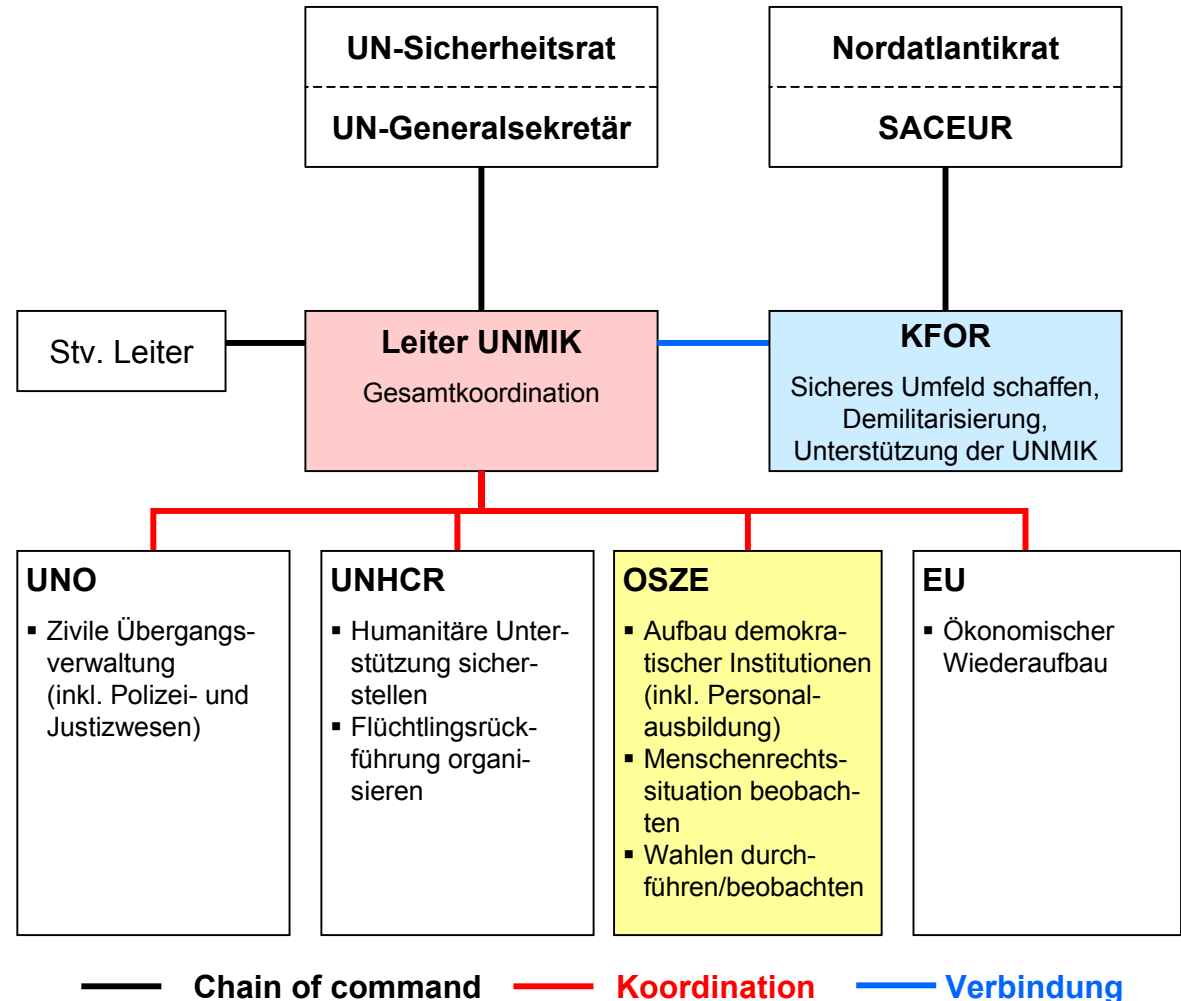 UN-Sicherheitsrat
UN-Generalsekretär
Nordatlantikrat
SACEUR
Stv. Leiter
Leiter UNMIK
Gesamtkoordination
KFOR
Sicheres Umfeld schaffen,
Demilitarisierung,
Unterstützung der UNMIK
UNO
▪ Zivile Übergangs-
verwaltung
(inkl. Polizei- und
Justizwesen)
UNHCR
▪ Humanitäre Unter-
stützung sicher-
stellen
▪ Flüchtlingsrück-
führung organi-
sieren
OSZE
▪ Aufbau demokra-
tischer Institutionen
(inkl. Personal-
ausbildung)
▪ Menschenrechts-
situation beobach-
ten
▪ Wahlen durch-
führen/beobachten
EU
▪ Ökonomischer
Wiederaufbau
Chain of command
Koordination
Verbindung